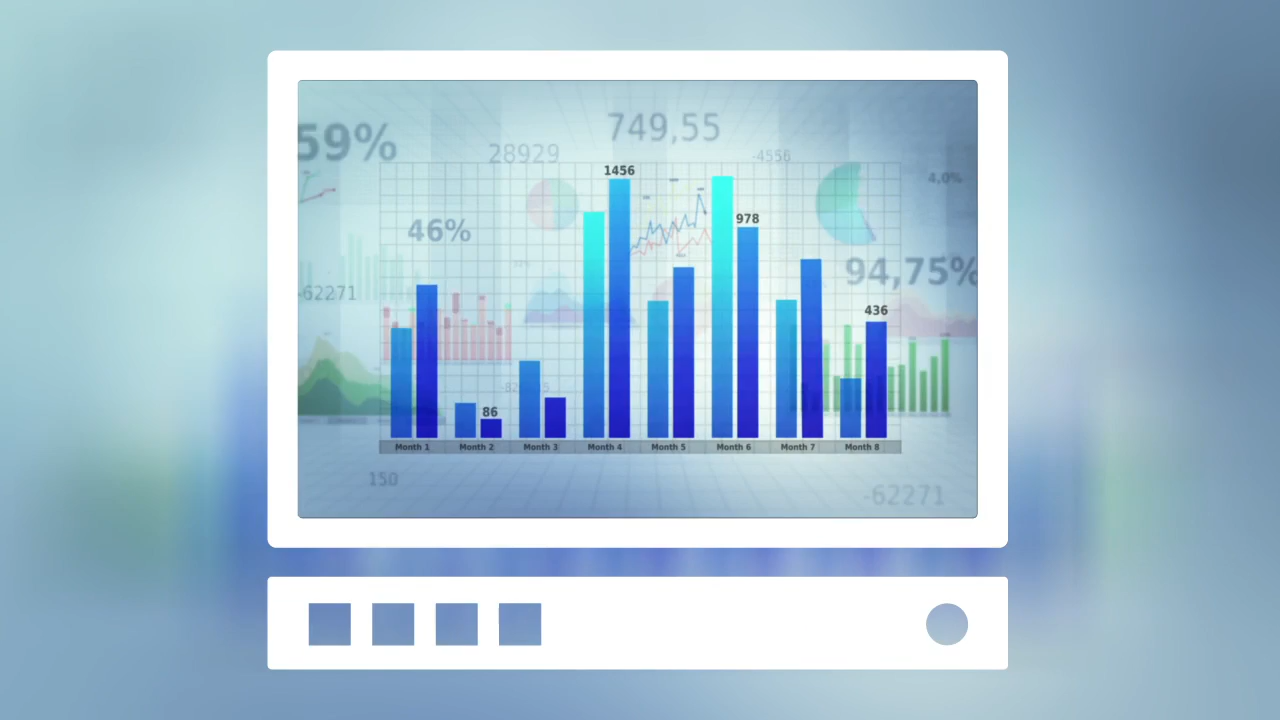 749,55
59%
28929
-4556
1456
4,0%
978
46%
94,75%
-62271
436
86
Month 1
Month 2
Month 3
Month 4
Month 5
Month 6
Month 7
Month 8
150
-62271